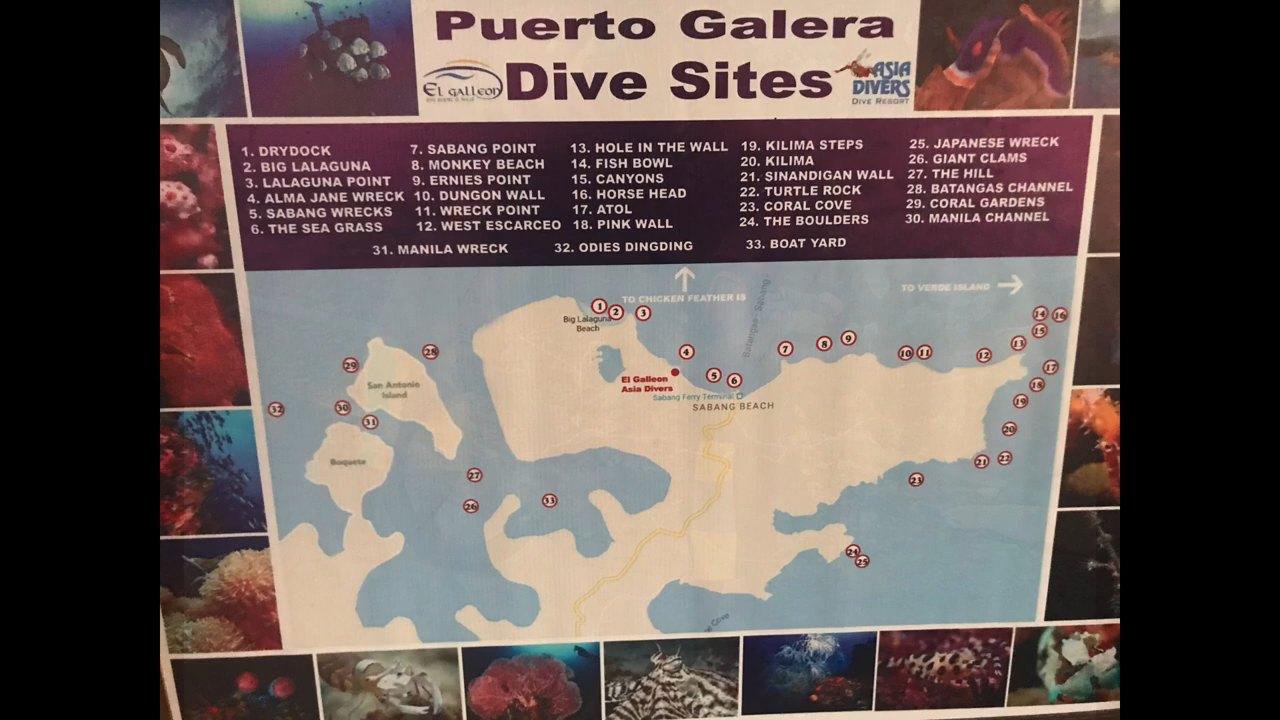 Puerto Galera
Dive Sites
EL GALLEON
ASIA
DIVERS
DIVE RESORT
1. DRYDOCK
2. BIG LALAGUNA
3. LALAGUNA POINT
4. ALMA JANE WRECK
5. SABANG WRECKS
6. THE SEA GRASS
7. SABANG POINT
8. MONKEY BEACH
9. ERNIES POINT
10. DUNGON WALL
11. WRECK POINT
12. WEST ESCARCEO
13. HOLE IN THE WALL
14. FISH BOWL
15. CANYONS
16. HORSE HEAD
17. ATOL
18. PINK WALL
19. KILIMA STEPS
20. KILIMA
21. SINANDIGAN WALL
22. TURTLE ROCK
23. CORAL COVE
24. THE BOULDERS
25. JAPANESE WRECK
26. GIANT CLAMS
27. THE HILL
28. BATANGAS CHANNEL
29. CORAL GARDENS
30. MANILA CHANNEL
31. MANILA WRECK
32. ODIES DINGDING
33. BOAT YARD
TO CHICKEN FEATHER IS
TO VERDE ISLAND
Batangas - Sabang
1
2
3
Big Lalaguna
Beach
4
5
6
7
8
9
10
11
12
13
14
15
16
17
18
19
20
21
22
23
24
25
El Galleon
Asia Divers
Sabang Ferry Terminal
SABANG BEACH
28
29
San Antonio
Island
30
31
32
Boquete
27
26
33
Cove